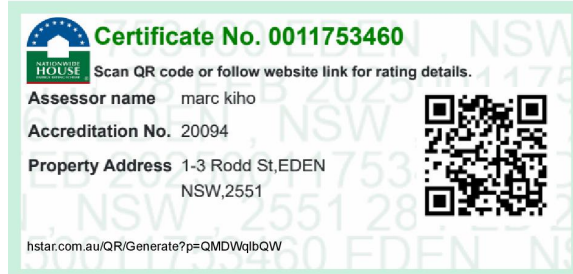 Certificate No. 0011753460
NATIONWIDE
HOUSE
Scan QR code or follow website link for rating details.
Assessor name marc kiho
Accreditation No. 20094
Property Address 1-3 Rodd St,EDEN
NSW,2551
hstar.com.au/QR/Generate?p=QMDWqlbQW